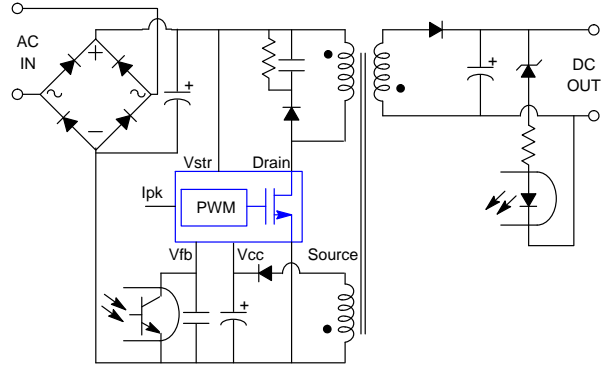 AC
IN
+
~
~
−
+
+
DC
OUT
Vstr
Drain
Ipk
PWM
Vfb
Vcc
Source
+